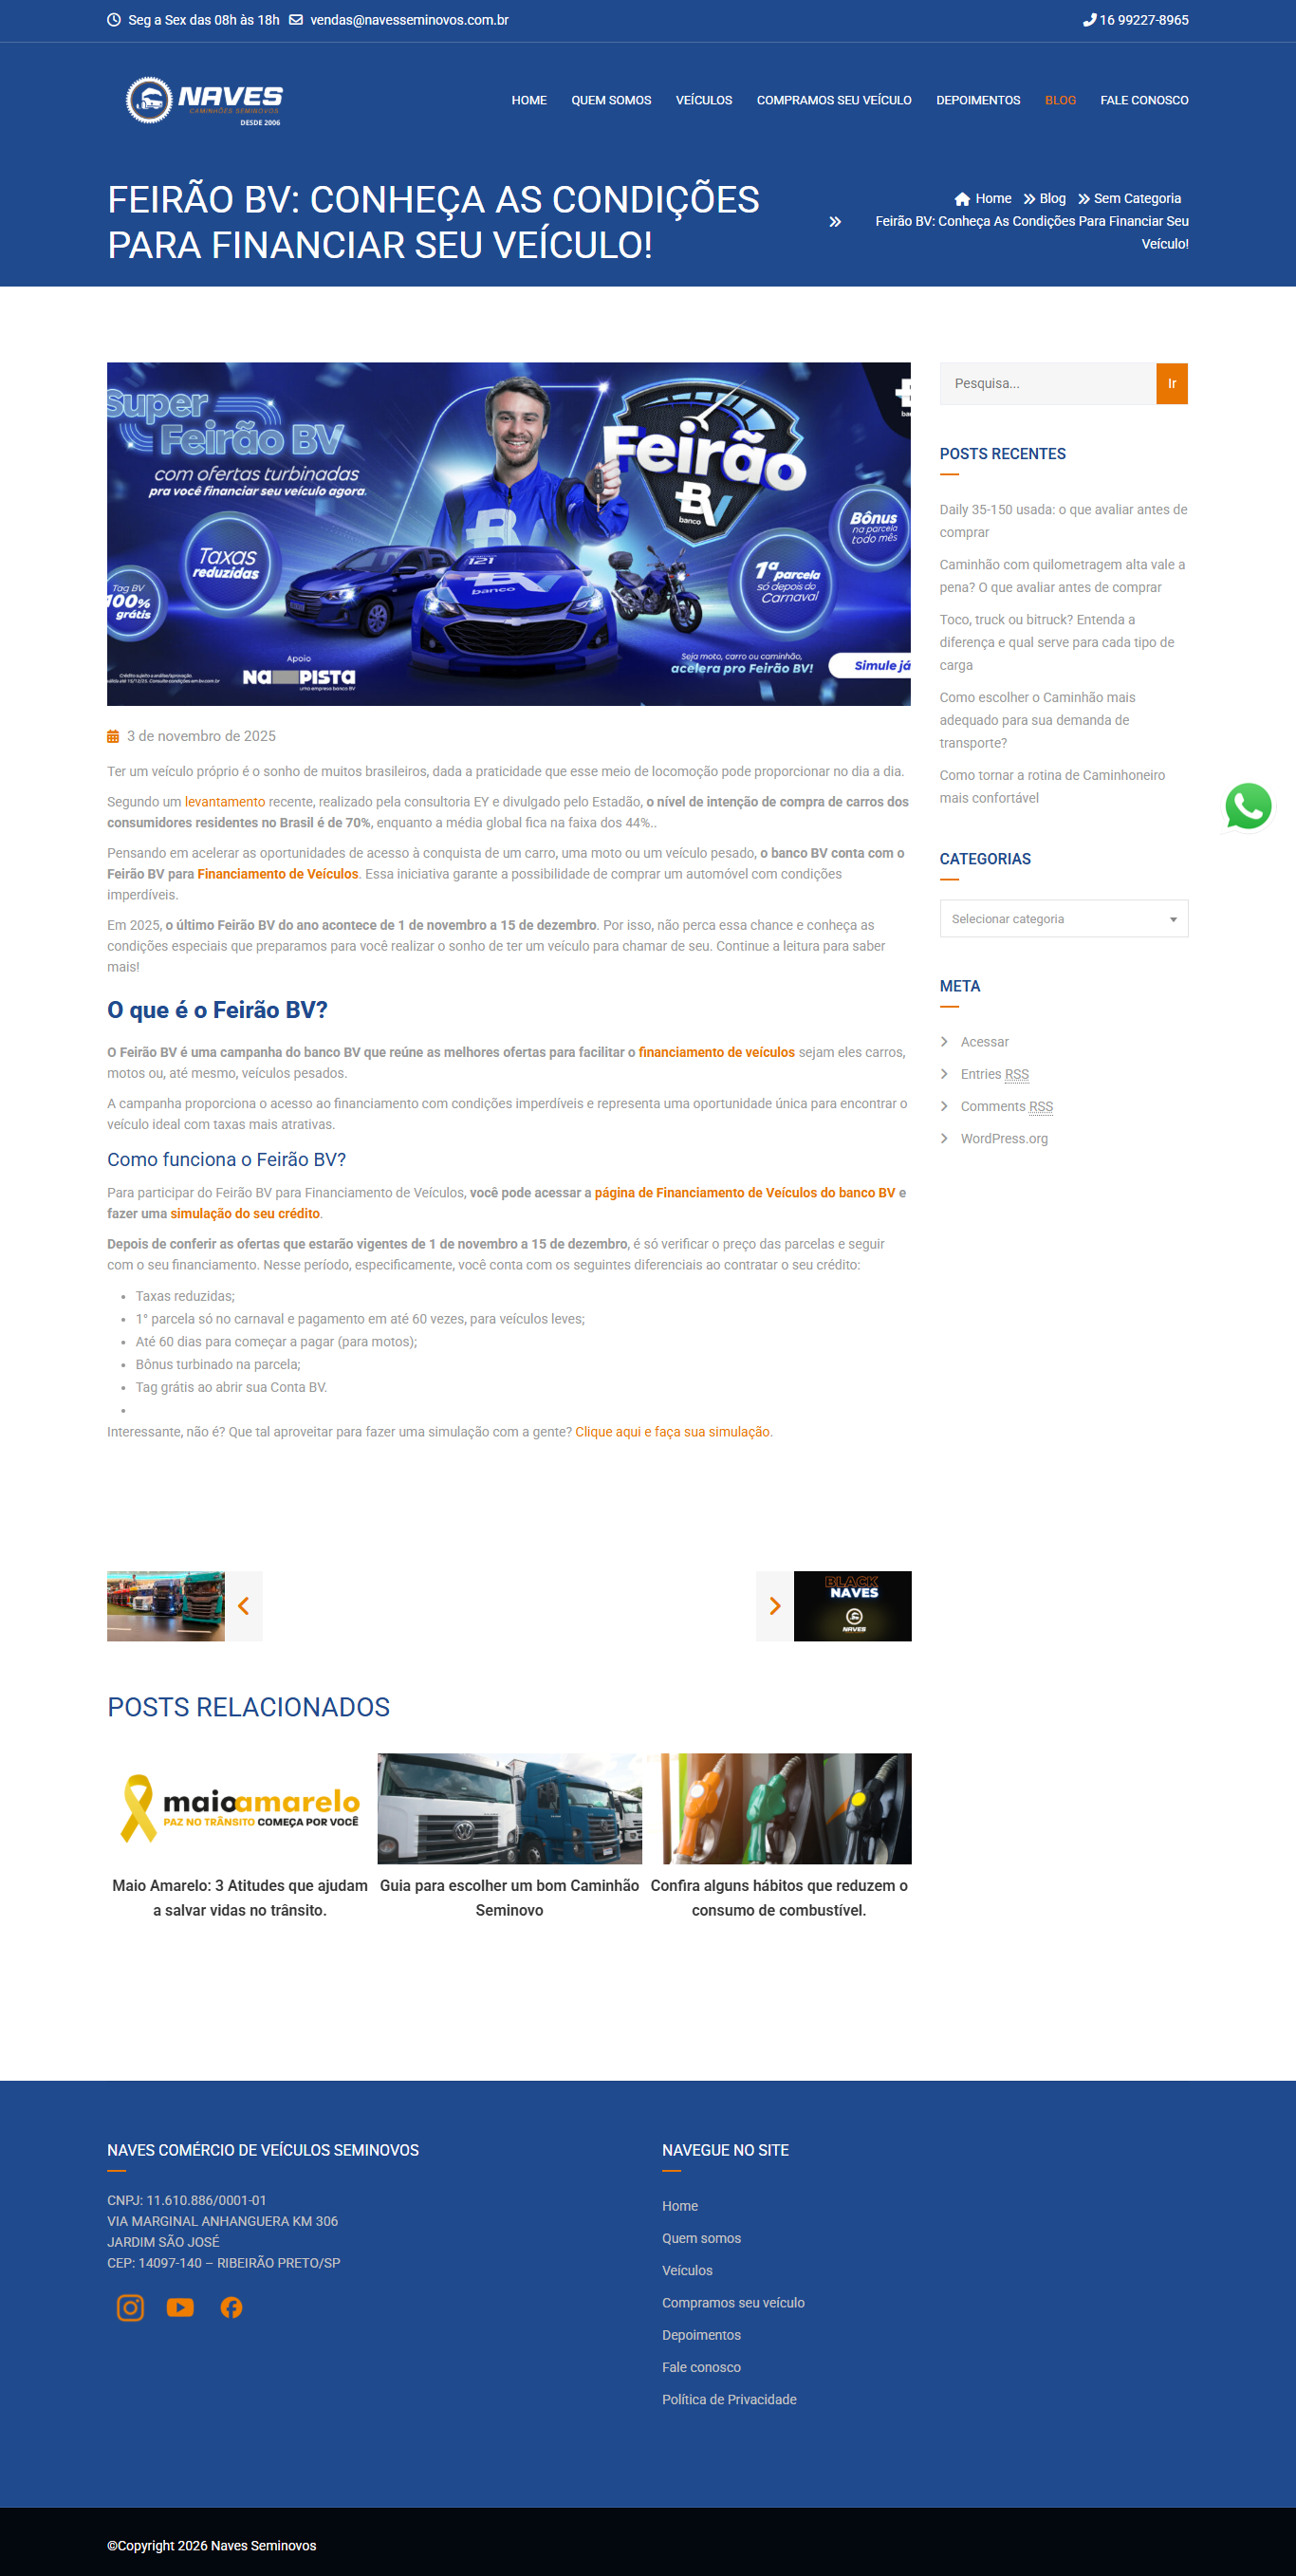 Seg a Sex das 08h às 18h vendas@navesseminovos.com.br 16 99227-8965
NAVES
CAMINHÕES SEMINOVOS
DESDE 2006
HOME QUEM SOMOS VEÍCULOS COMPRAMOS SEU VEÍCULO DEPOIMENTOS BLOG FALE CONOSCO
FEIRÃO BV: CONHEÇA AS CONDIÇÕES
PARA FINANCIAR SEU VEÍCULO!
Home Blog Sem Categoria
Feirão BV: Conheça As Condições Para Financiar Seu
Veículo!
Super
Feirão BV
com ofertas turbinadas
pra você financiar seu veículo agora.
Taxas
reduzidas
Tag BV
100%
grátis
Feirão
BV
banco
Bônus
na parcela
todo mês
1ª parcela
só depois do
Carnaval
121
banco
Apoio
NAPISTA
uma empresa banco BV
Seja moto, carro ou caminhão,
acelera pro Feirão BV!
Simule já
3 de novembro de 2025
Ter um veículo próprio é o sonho de muitos brasileiros, dada a praticidade que esse meio de locomoção pode proporcionar no dia a dia.
Segundo um levantamento recente, realizado pela consultoria EY e divulgado pelo Estadão, o nível de intenção de compra de carros dos
consumidores residentes no Brasil é de 70%, enquanto a média global fica na faixa dos 44%..
Pensando em acelerar as oportunidades de acesso à conquista de um carro, uma moto ou um veículo pesado, o banco BV conta com o
Feirão BV para Financiamento de Veículos. Essa iniciativa garante a possibilidade de comprar um automóvel com condições
imperdíveis.
Em 2025, o último Feirão BV do ano acontece de 1 de novembro a 15 de dezembro. Por isso, não perca essa chance e conheça as
condições especiais que preparamos para você realizar o sonho de ter um veículo para chamar de seu. Continue a leitura para saber
mais!
O que é o Feirão BV?
O Feirão BV é uma campanha do banco BV que reúne as melhores ofertas para facilitar o financiamento de veículos sejam eles carros,
motos ou, até mesmo, veículos pesados.
A campanha proporciona o acesso ao financiamento com condições imperdíveis e representa uma oportunidade única para encontrar o
veículo ideal com taxas mais atrativas.
Como funciona o Feirão BV?
Para participar do Feirão BV para Financiamento de Veículos, você pode acessar a página de Financiamento de Veículos do banco BV e
fazer uma simulação do seu crédito.
Depois de conferir as ofertas que estarão vigentes de 1 de novembro a 15 de dezembro, é só verificar o preço das parcelas e seguir
com o seu financiamento. Nesse período, especificamente, você conta com os seguintes diferenciais ao contratar o seu crédito:
• Taxas reduzidas;
• 1° parcela só no carnaval e pagamento em até 60 vezes, para veículos leves;
• Até 60 dias para começar a pagar (para motos);
• Bônus turbinado na parcela;
• Tag grátis ao abrir sua Conta BV.
•
Interessante, não é? Que tal aproveitar para fazer uma simulação com a gente? Clique aqui e faça sua simulação.
BLACK
NAVES
NAVES
POSTS RELACIONADOS
maioamarelo
PAZ NO TRÂNSITO COMEÇA POR VOCÊ
Maio Amarelo: 3 Atitudes que ajudam
a salvar vidas no trânsito.
Guia para escolher um bom Caminhão
Seminovo
Confira alguns hábitos que reduzem o
consumo de combustível.
Pesquisa... Ir
POSTS RECENTES
Daily 35-150 usada: o que avaliar antes de
comprar
Caminhão com quilometragem alta vale a
pena? O que avaliar antes de comprar
Toco, truck ou bitruck? Entenda a
diferença e qual serve para cada tipo de
carga
Como escolher o Caminhão mais
adequado para sua demanda de
transporte?
Como tornar a rotina de Caminhoneiro
mais confortável
CATEGORIAS
Selecionar categoria
META
Acessar
Entries RSS
Comments RSS
WordPress.org
NAVES COMÉRCIO DE VEÍCULOS SEMINOVOS
CNPJ: 11.610.886/0001-01
VIA MARGINAL ANHANGUERA KM 306
JARDIM SÃO JOSÉ
CEP: 14097-140 – RIBEIRÃO PRETO/SP
NAVEGUE NO SITE
Home
Quem somos
Veículos
Compramos seu veículo
Depoimentos
Fale conosco
Política de Privacidade
©Copyright 2026 Naves Seminovos